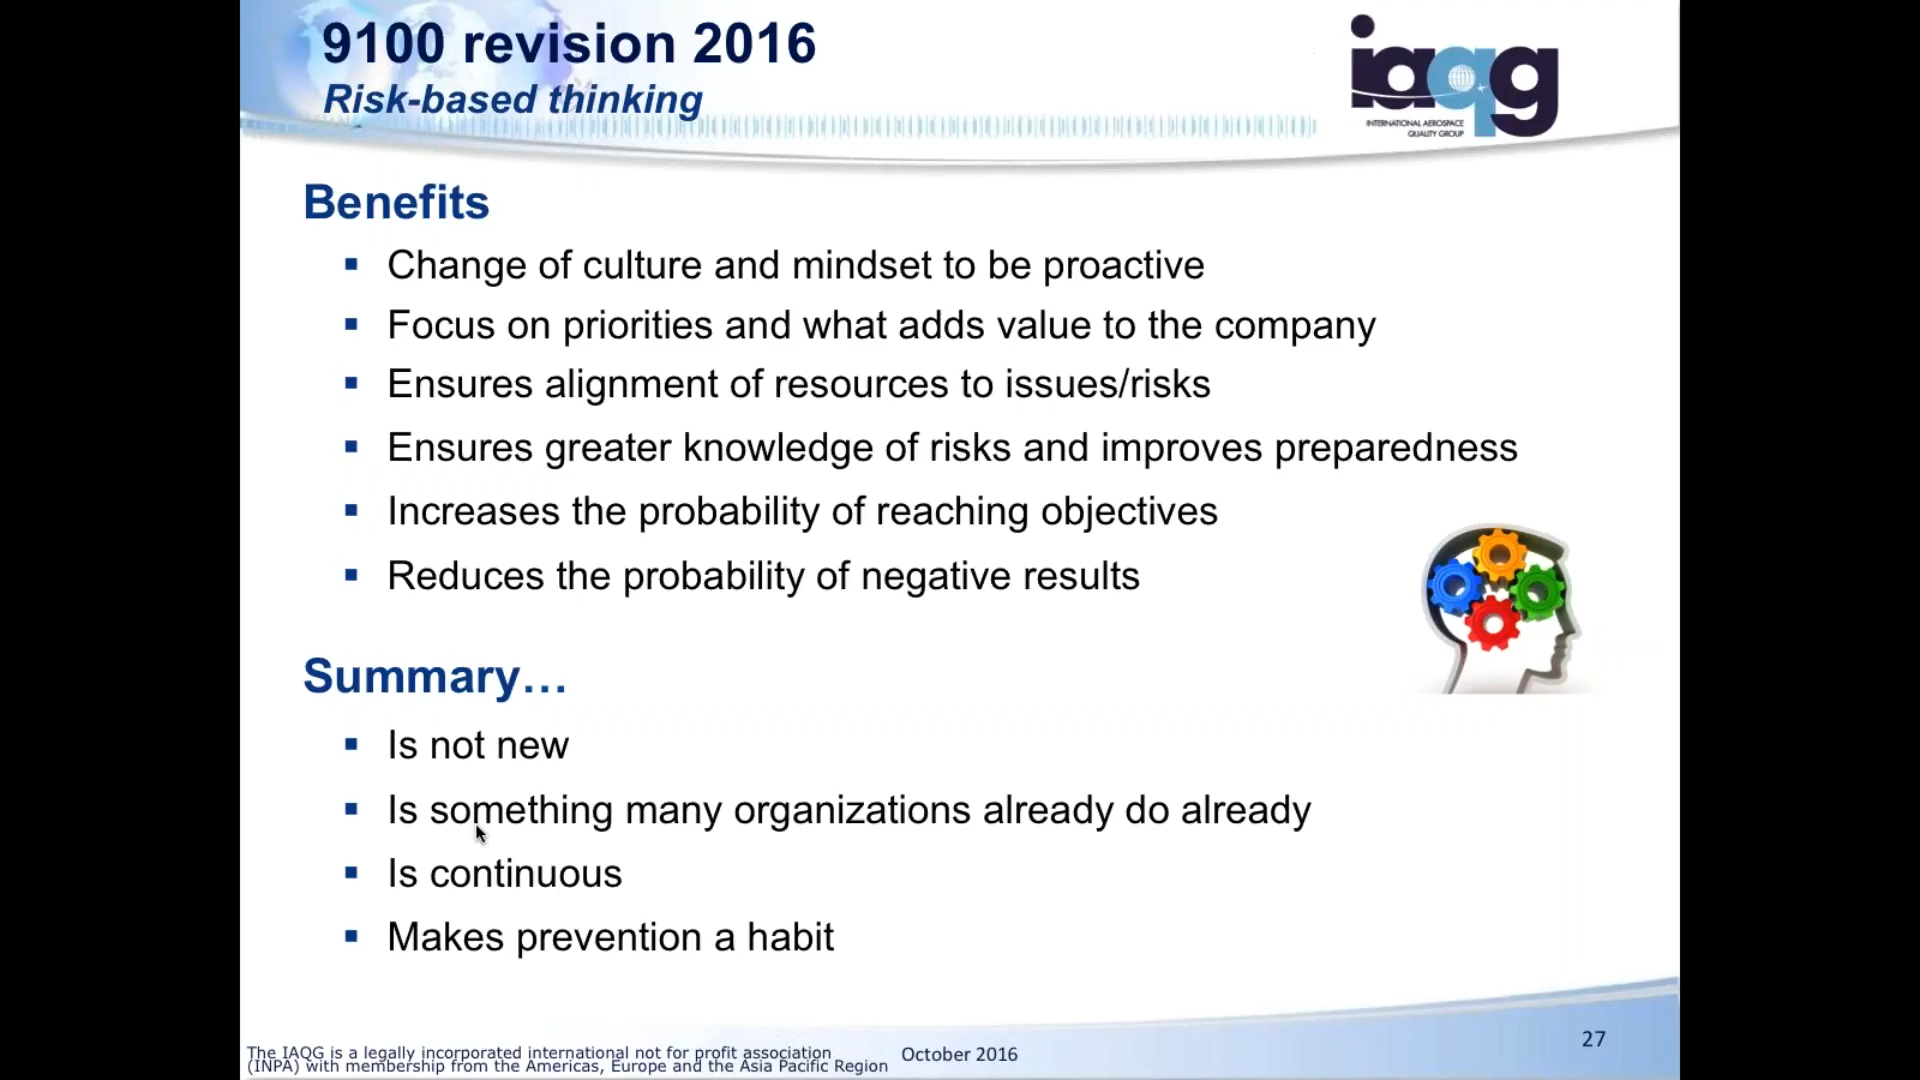 9100 revision 2016
Risk-based thinking
iaqg
INTERNATIONAL AEROSPACE
QUALITY GROUP
Benefits
▪ Change of culture and mindset to be proactive
▪ Focus on priorities and what adds value to the company
▪ Ensures alignment of resources to issues/risks
▪ Ensures greater knowledge of risks and improves preparedness
▪ Increases the probability of reaching objectives
▪ Reduces the probability of negative results
Summary…
▪ Is not new
▪ Is something many organizations already do already
▪ Is continuous
▪ Makes prevention a habit
The IAQG is a legally incorporated international not for profit association
(INPA) with membership from the Americas, Europe and the Asia Pacific Region
October 2016
27